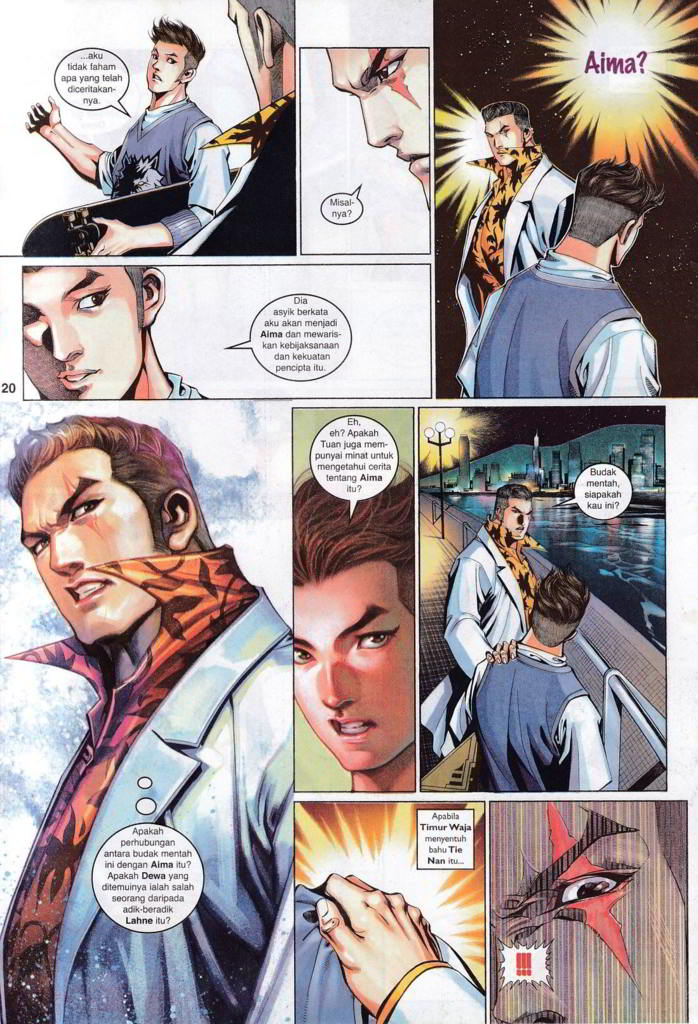 ...aku
tidak faham
apa yang telah
diceritakan-
nya.
Misal-
nya?
Aima?
Dia
asyik berkata
aku akan menjadi
Aima dan mewaris-
kan kebijaksanaan
dan kekuatan
pencipta itu.
20
Eh,
eh? Apakah
Tuan juga mem-
punyai minat untuk
mengetahui cerita
tentang Aima
itu?
Budak
mentah,
siapakah
kau ini?
Apakah
perhubungan
antara budak mentah
ini dengan Aima itu?
Apakah Dewa yang
ditemuinya ialah salah
seorang daripada
adik-beradik
Lahne itu?
Apabila
Timur Waja
menyentuh
bahu Tie
Nan itu...
!!!